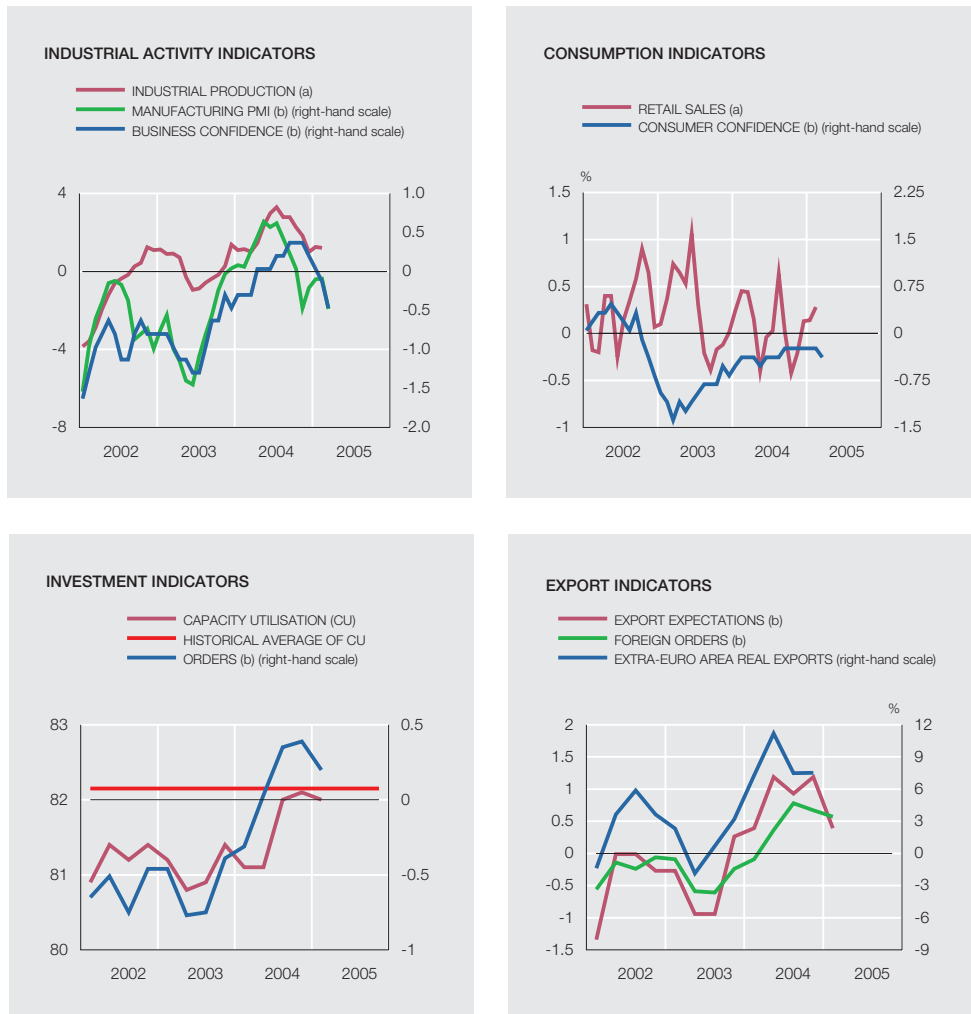 INDUSTRIAL ACTIVITY INDICATORS
INDUSTRIAL PRODUCTION (a)
MANUFACTURING PMI (b) (right-hand scale)
BUSINESS CONFIDENCE (b) (right-hand scale)
4 1.0
0.5
0 0
-0.5
-4 -1.0
-1.5
-8 -2.0
2002 2003 2004 2005
CONSUMPTION INDICATORS
RETAIL SALES (a)
CONSUMER CONFIDENCE (b) (right-hand scale)
%
1.5 2.25
1 1.5
0.5 0.75
0 0
-0.5 -0.75
-1 -1.5
2002 2003 2004 2005
INVESTMENT INDICATORS
CAPACITY UTILISATION (CU)
HISTORICAL AVERAGE OF CU
ORDERS (b) (right-hand scale)
83 0.5
82 0
81 -0.5
80 -1
2002 2003 2004 2005
EXPORT INDICATORS
EXPORT EXPECTATIONS (b)
FOREIGN ORDERS (b)
EXTRA-EURO AREA REAL EXPORTS (right-hand scale)
%
2 12
1.5 9
1 6
0.5 3
0 0
-0.5 -3
-1 -6
-1.5 -9
2002 2003 2004 2005